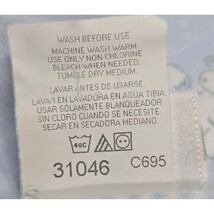 WASH BEFORE USE
MACHINE WASH WARM
USE ONLY NON-CHLORINE
BLEACH WHEN NEEDED.
TUMBLE DRY MEDIUM.
LAVAR ANTES DE USARSE.
LAVAR EN LAVADORA EN AGUA TIBIA.
USAR SÓLAMENTE BLANQUEADOR
SIN CLORO CUANDO SE NECESITE.
SECAR EN SECADORA MEDIANO.
40C
31046 C695